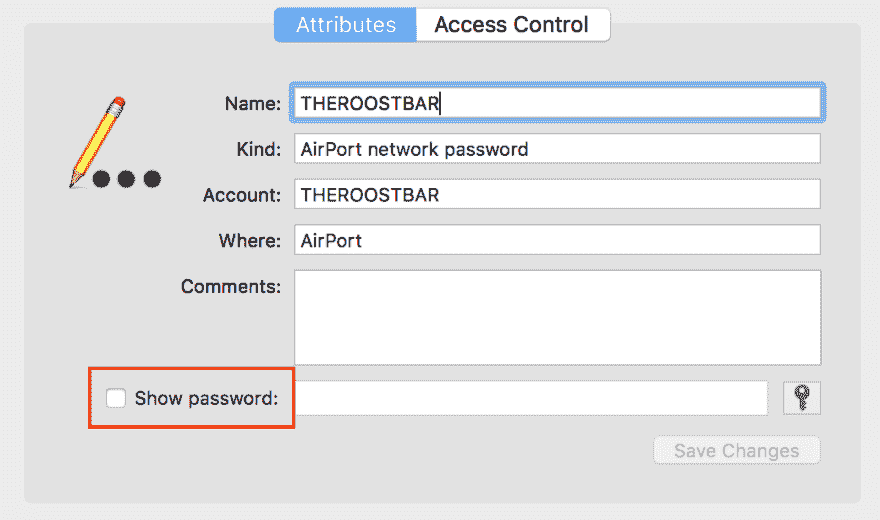 Attributes Access Control
Name: THEROOSTBAR
Kind: AirPort network password
Account: THEROOSTBAR
Where: AirPort
Comments:
Show password:
Save Changes